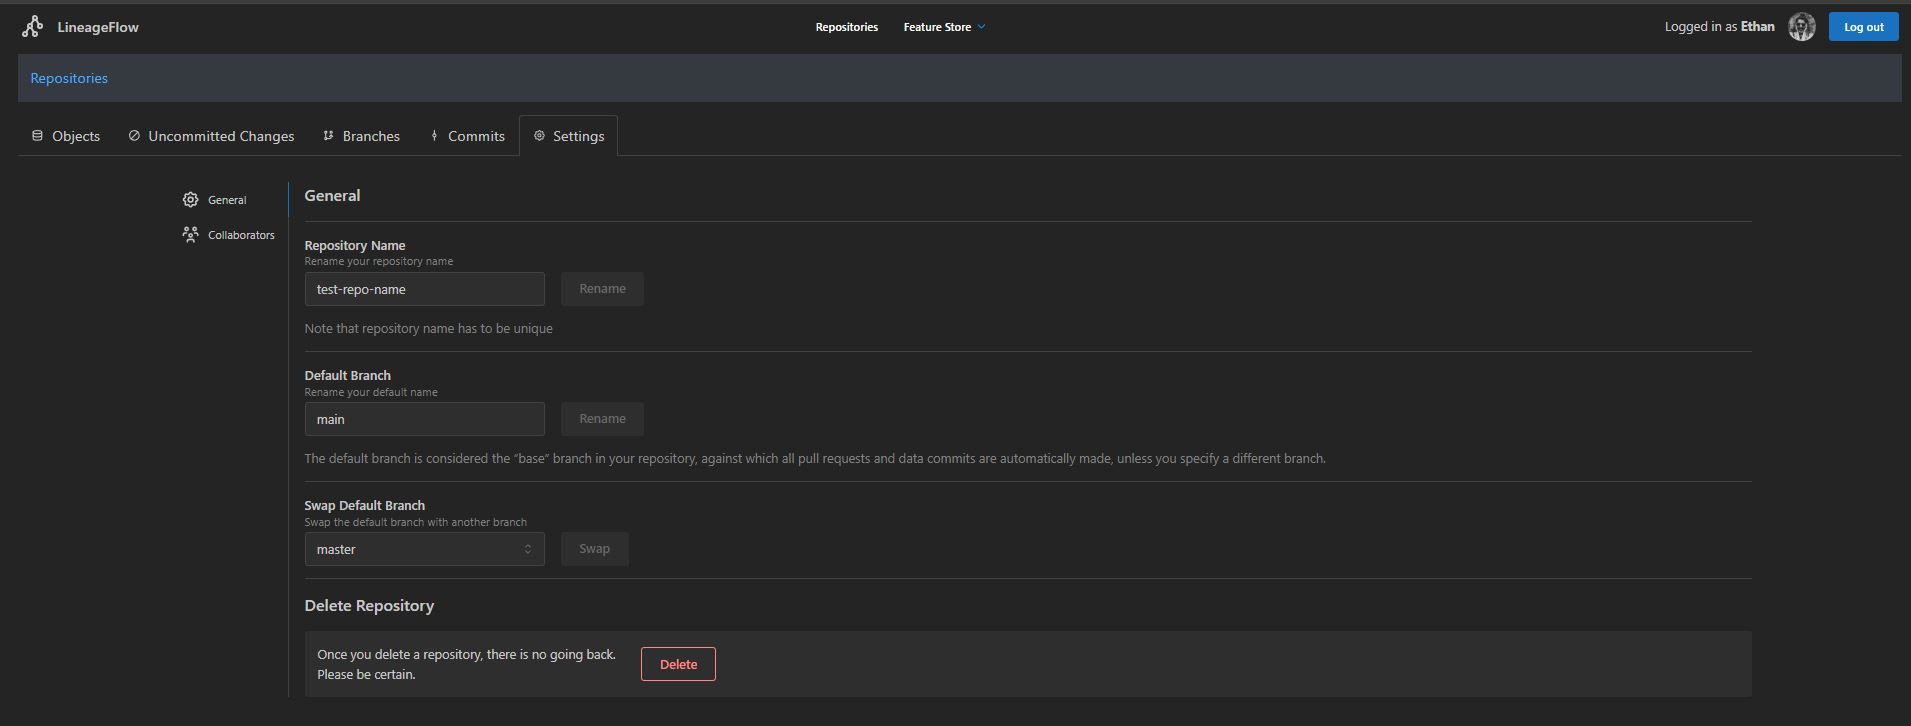 LineageFlow
Repositories
Feature Store
Logged in as Ethan
Log out
Repositories
Objects
Uncommitted Changes
Branches
Commits
Settings
General
Collaborators
General
Repository Name
Rename your repository name
test-repo-name
Rename
Note that repository name has to be unique
Default Branch
Rename your default name
main
Rename
The default branch is considered the “base” branch in your repository, against which all pull requests and data commits are automatically made, unless you specify a different branch.
Swap Default Branch
Swap the default branch with another branch
master
Swap
Delete Repository
Once you delete a repository, there is no going back.
Please be certain.
Delete